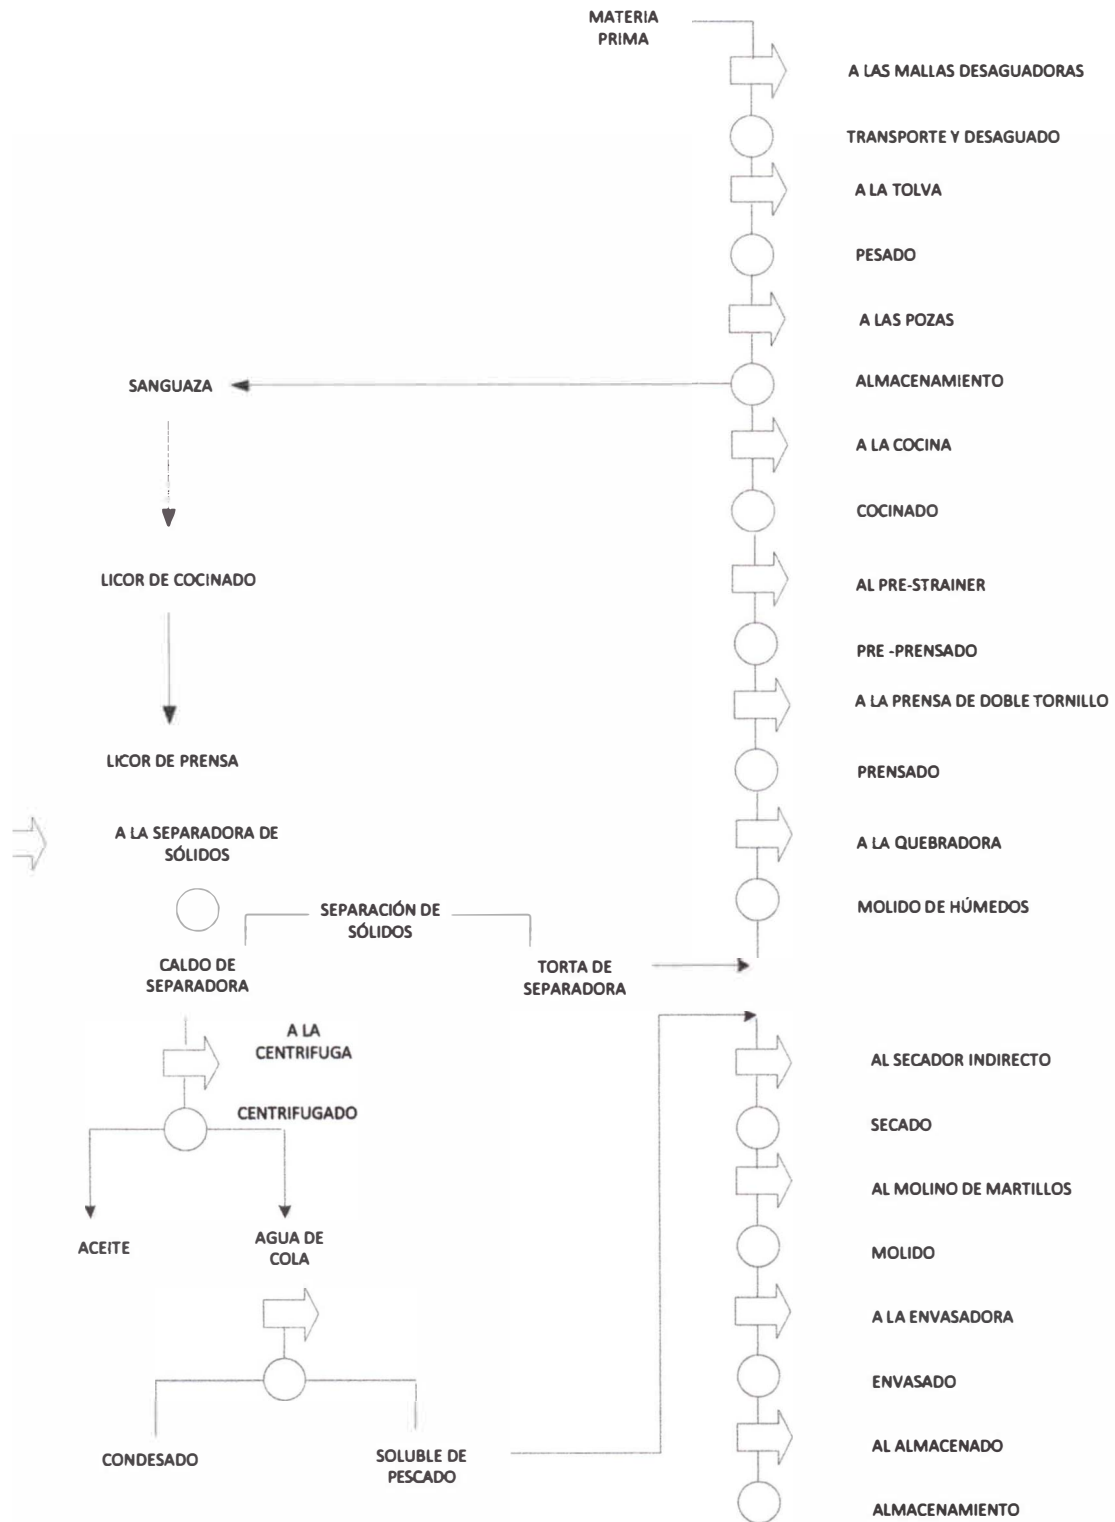 MATERIA
PRIMA
A LAS MALLAS DESAGUADORAS
TRANSPORTE Y DESAGUADO
A LA TOLVA
PESADO
A LAS POZAS
SANGUAZA
ALMACENAMIENTO
A LA COCINA
COCINADO
LICOR DE COCINADO
AL PRE-STRAINER
PRE -PRENSADO
A LA PRENSA DE DOBLE TORNILLO
LICOR DE PRENSA
PRENSADO
A LA SEPARADORA DE
SÓLIDOS
A LA QUEBRADORA
SEPARACIÓN DE
SÓLIDOS
MOLIDO DE HÚMEDOS
CALDO DE
SEPARADORA
TORTA DE
SEPARADORA
A LA
CENTRIFUGA
AL SECADOR INDIRECTO
CENTRIFUGADO
SECADO
AL MOLINO DE MARTILLOS
ACEITE
AGUA DE
COLA
MOLIDO
A LA ENVASADORA
ENVASADO
CONDESADO
SOLUBLE DE
PESCADO
AL ALMACENADO
ALMACENAMIENTO